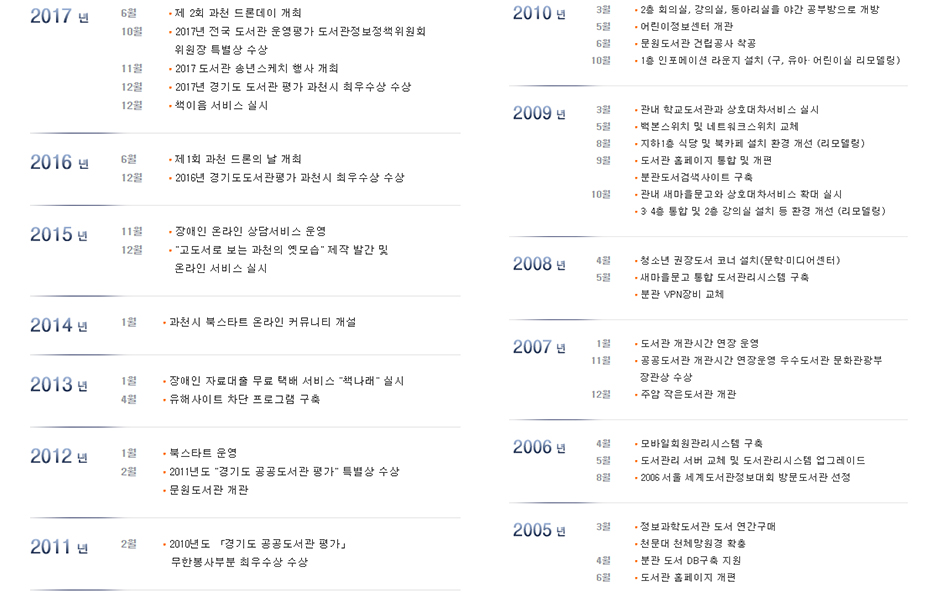 2017 년
6월 • 제 2회 과천 드론데이 개최
10월 • 2017년 전국 도서관 운영평가 도서관정보정책위원회
위원장 특별상 수상
11월 • 2017 도서관 송년스케치 행사 개최
12월 • 2017년 경기도 도서관 평가 과천시 최우수상 수상
12월 • 책이음 서비스 실시
2016 년
6월 • 제1회 과천 드론의 날 개최
12월 • 2016년 경기도도서관평가 과천시 최우수상 수상
2015 년
11월 • 장애인 온라인 상담서비스 운영
12월 • "고도서로 보는 과천의 옛모습" 제작 발간 및
온라인 서비스 실시
2014 년
1월 • 과천시 북스타트 온라인 커뮤니티 개설
2013 년
1월 • 장애인 자료대출 무료 택배 서비스 "책나래" 실시
4월 • 유해사이트 차단 프로그램 구축
2012 년
1월 • 북스타트 운영
2월 • 2011년도 "경기도 공공도서관 평가" 특별상 수상
• 문원도서관 개관
2011 년
2월 • 2010년도 「경기도 공공도서관 평가」
무한봉사부분 최우수상 수상
2010 년
3월 • 2층 회의실, 강의실, 동아리실을 야간 공부방으로 개방
5월 • 어린이정보센터 개관
6월 • 문원도서관 건립공사 착공
10월 • 1층 인포메이션 라운지 설치 (구, 유아·어린이실 리모델링)
2009 년
3월 • 관내 학교도서관과 상호대차서비스 실시
5월 • 백본스위치 및 네트워크스위치 교체
8월 • 지하1층 식당 및 북카페 설치 환경 개선 (리모델링)
9월 • 도서관 홈페이지 통합 및 개편
• 분관도서검색사이트 구축
10월 • 관내 새마을문고와 상호대차서비스 확대 실시
• 3·4층 통합 및 2층 강의실 설치 등 환경 개선 (리모델링)
2008 년
4월 • 청소년 권장도서 코너 설치(문학·미디어센터)
5월 • 새마을문고 통합 도서관리시스템 구축
• 분관 VPN장비 교체
2007 년
1월 • 도서관 개관시간 연장 운영
11월 • 공공도서관 개관시간 연장운영 우수도서관 문화관광부
장관상 수상
12월 • 주암 작은도서관 개관
2006 년
4월 • 모바일회원관리시스템 구축
5월 • 도서관리 서버 교체 및 도서관리시스템 업그레이드
8월 • 2006 서울 세계도서관정보대회 방문도서관 선정
2005 년
3월 • 정보과학도서관 도서 연간구매
• 천문대 천체망원경 확충
4월 • 분관 도서 DB구축 지원
6월 • 도서관 홈페이지 개편